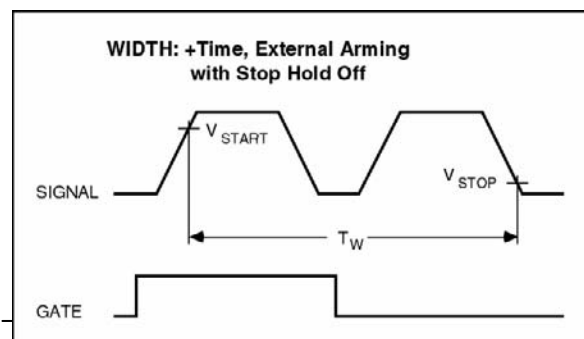 WIDTH: +Time, External Arming
with Stop Hold Off
V START
SIGNAL
V STOP
T W
GATE